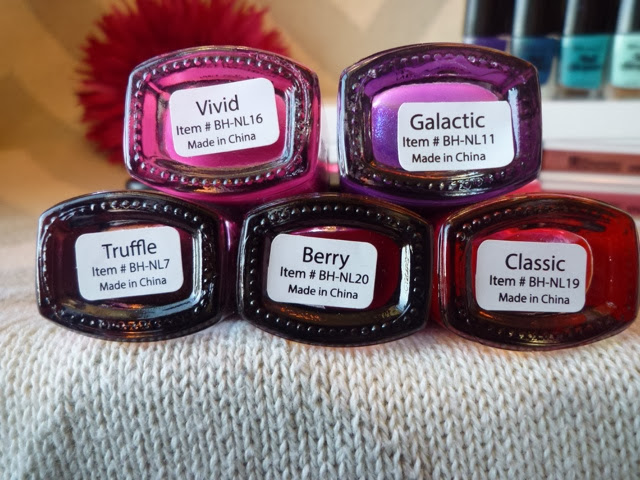 Vivid
Item # BH-NL16
Made in China
Galactic
Item # BH-NL11
Made in China
Truffle
Item # BH-NL7
Made in China
Berry
Item # BH-NL20
Made in China
Classic
Item # BH-NL19
Made in China